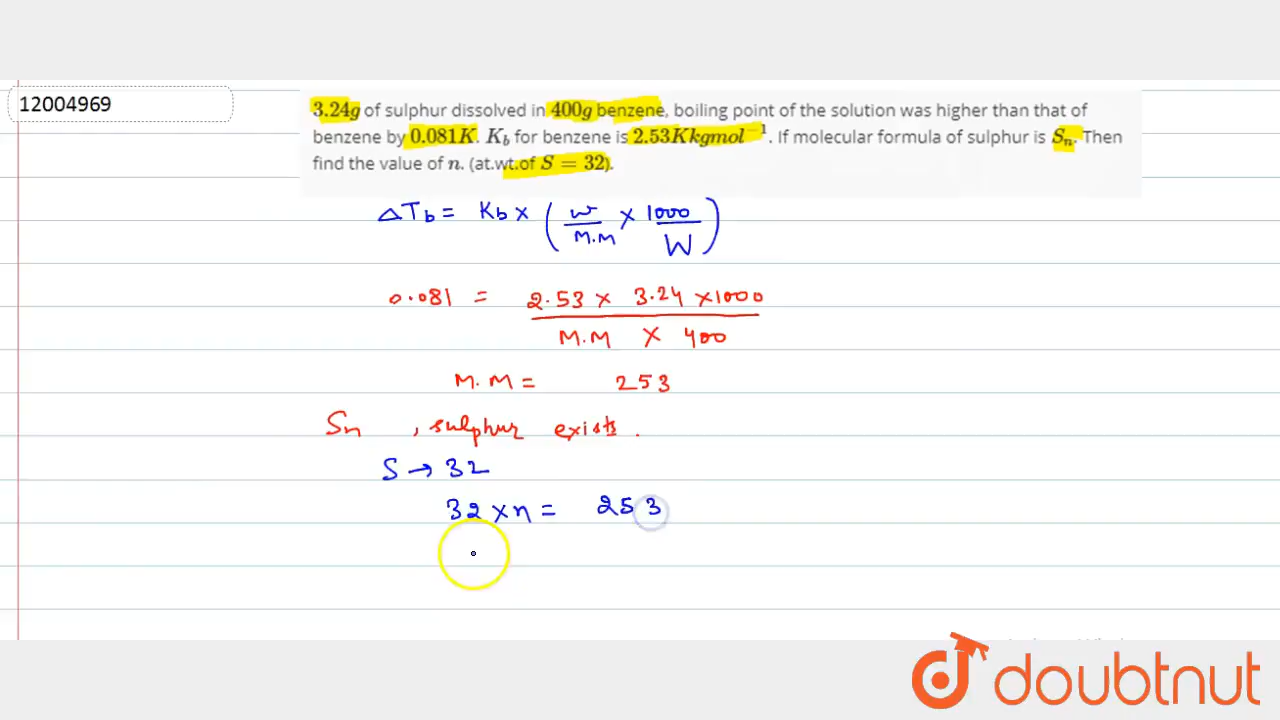 12004969
3.24g of sulphur dissolved in 400g benzene, boiling point of the solution was higher than that of
benzene by 0.081K. K_b for benzene is 2.53Kkgmol⁻¹. If molecular formula of sulphur is S_n. Then
find the value of n. (at.wt.of S = 32).
ΔT_b = K_b × (w/M.M × 1000/W)
0.081 = 2.53 × 3.24 × 1000 / M.M × 400
M.M = 253
Sn , sulphur exists.
S → 32
32 × n = 253
doubtnut